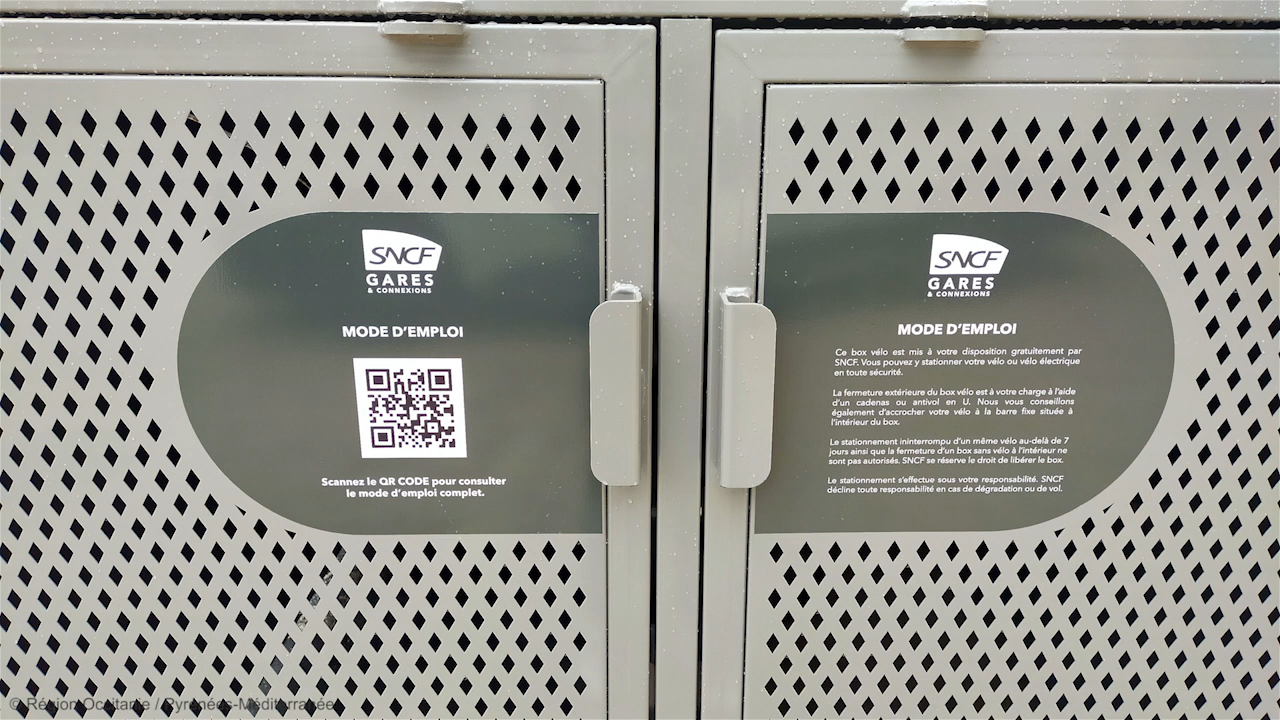 SNCF
GARES
& CONNEXIONS
MODE D'EMPLOI
Scannez le QR CODE pour consulter
le mode d'emploi complet.
SNCF
GARES
& CONNEXIONS
MODE D'EMPLOI
Ce box vélo est mis à votre disposition gratuitement par
SNCF. Vous pouvez y stationner votre vélo ou vélo électrique
en toute sécurité.
La fermeture extérieure du box vélo est à votre charge à l'aide
d'un cadenas ou antivol en U. Nous vous conseillons
également d'accrocher votre vélo à la barre fixe située à
l'intérieur du box.
Le stationnement ininterrompu d'un même vélo au-delà de 7
jours ainsi que la fermeture d'un box sans vélo à l'intérieur ne
sont pas autorisés. SNCF se réserve le droit de libérer le box.
Le stationnement s'effectue sous votre responsabilité. SNCF
décline toute responsabilité en cas de dégradation ou de vol.
© Région Occitanie / Pyrénées-Méditerranée